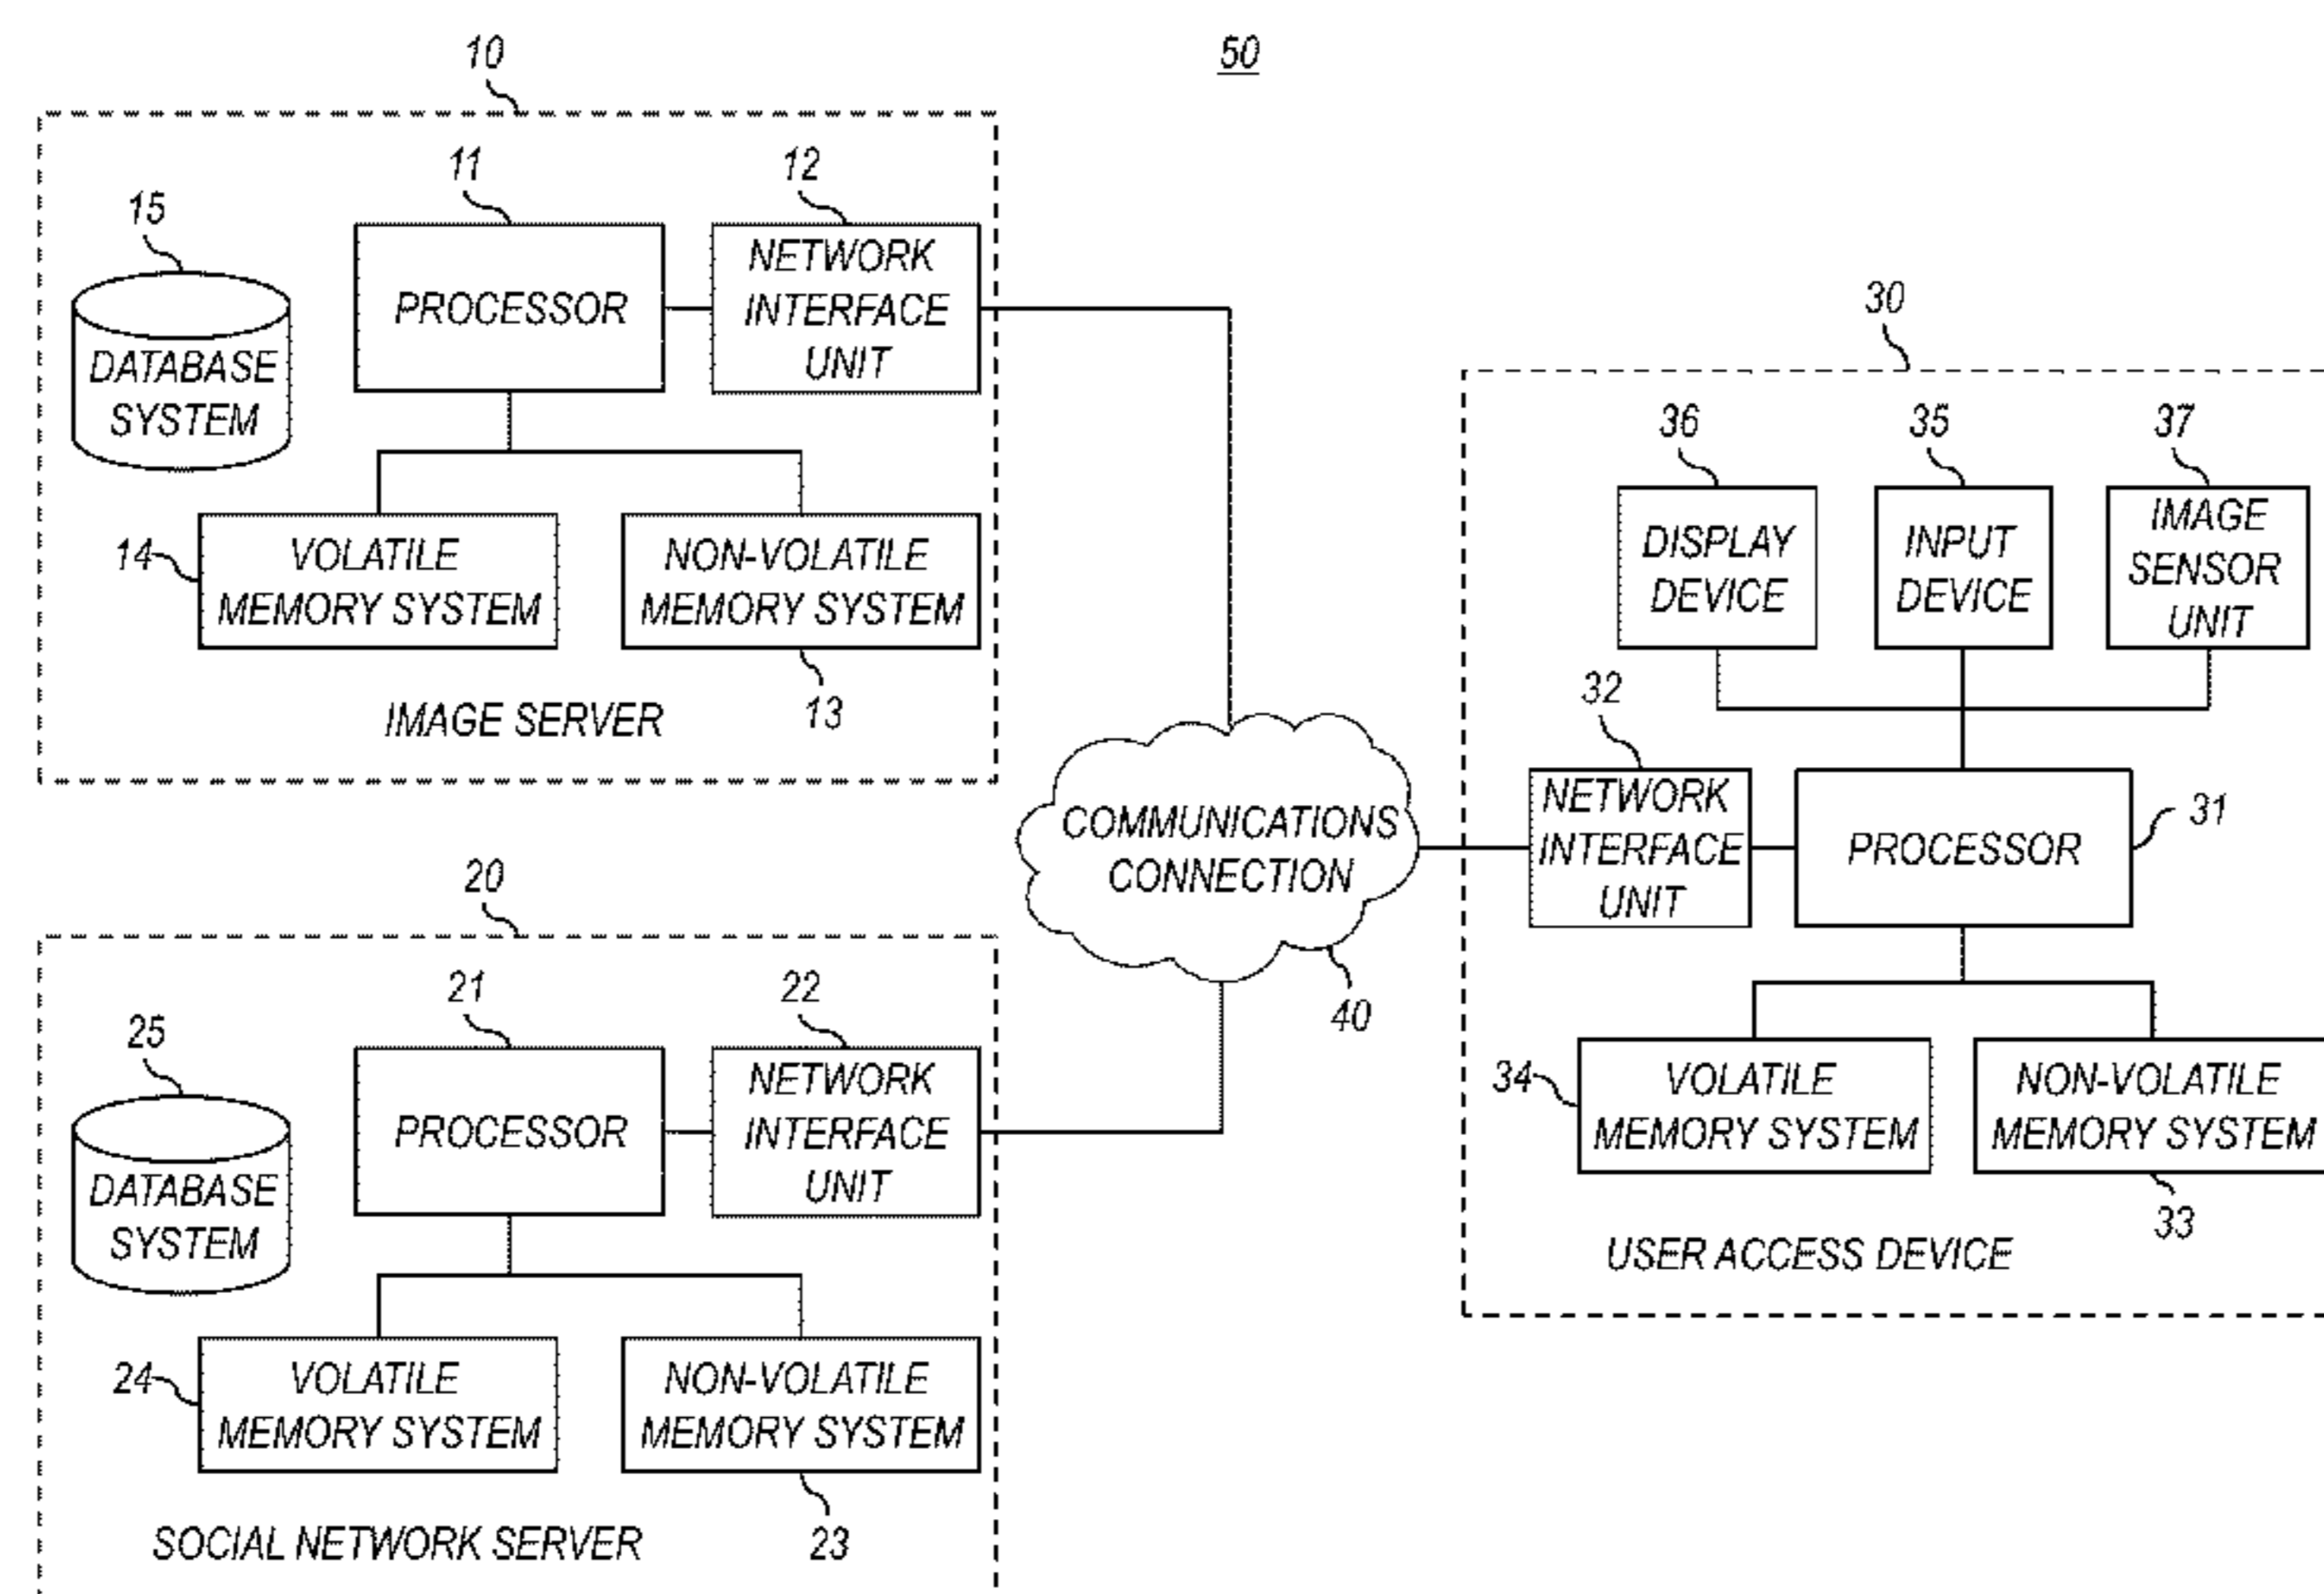 10
50
11
12
15
PROCESSOR
NETWORK
INTERFACE
UNIT
DATABASE
SYSTEM
14
VOLATILE
MEMORY SYSTEM
NON-VOLATILE
MEMORY SYSTEM
13
IMAGE SERVER
20
21
22
25
PROCESSOR
NETWORK
INTERFACE
UNIT
DATABASE
SYSTEM
24
VOLATILE
MEMORY SYSTEM
NON-VOLATILE
MEMORY SYSTEM
23
SOCIAL NETWORK SERVER
COMMUNICATIONS
CONNECTION
40
30
36
35
37
DISPLAY
DEVICE
INPUT
DEVICE
IMAGE
SENSOR
UNIT
32
NETWORK
INTERFACE
UNIT
PROCESSOR
31
34
VOLATILE
MEMORY SYSTEM
NON-VOLATILE
MEMORY SYSTEM
33
USER ACCESS DEVICE